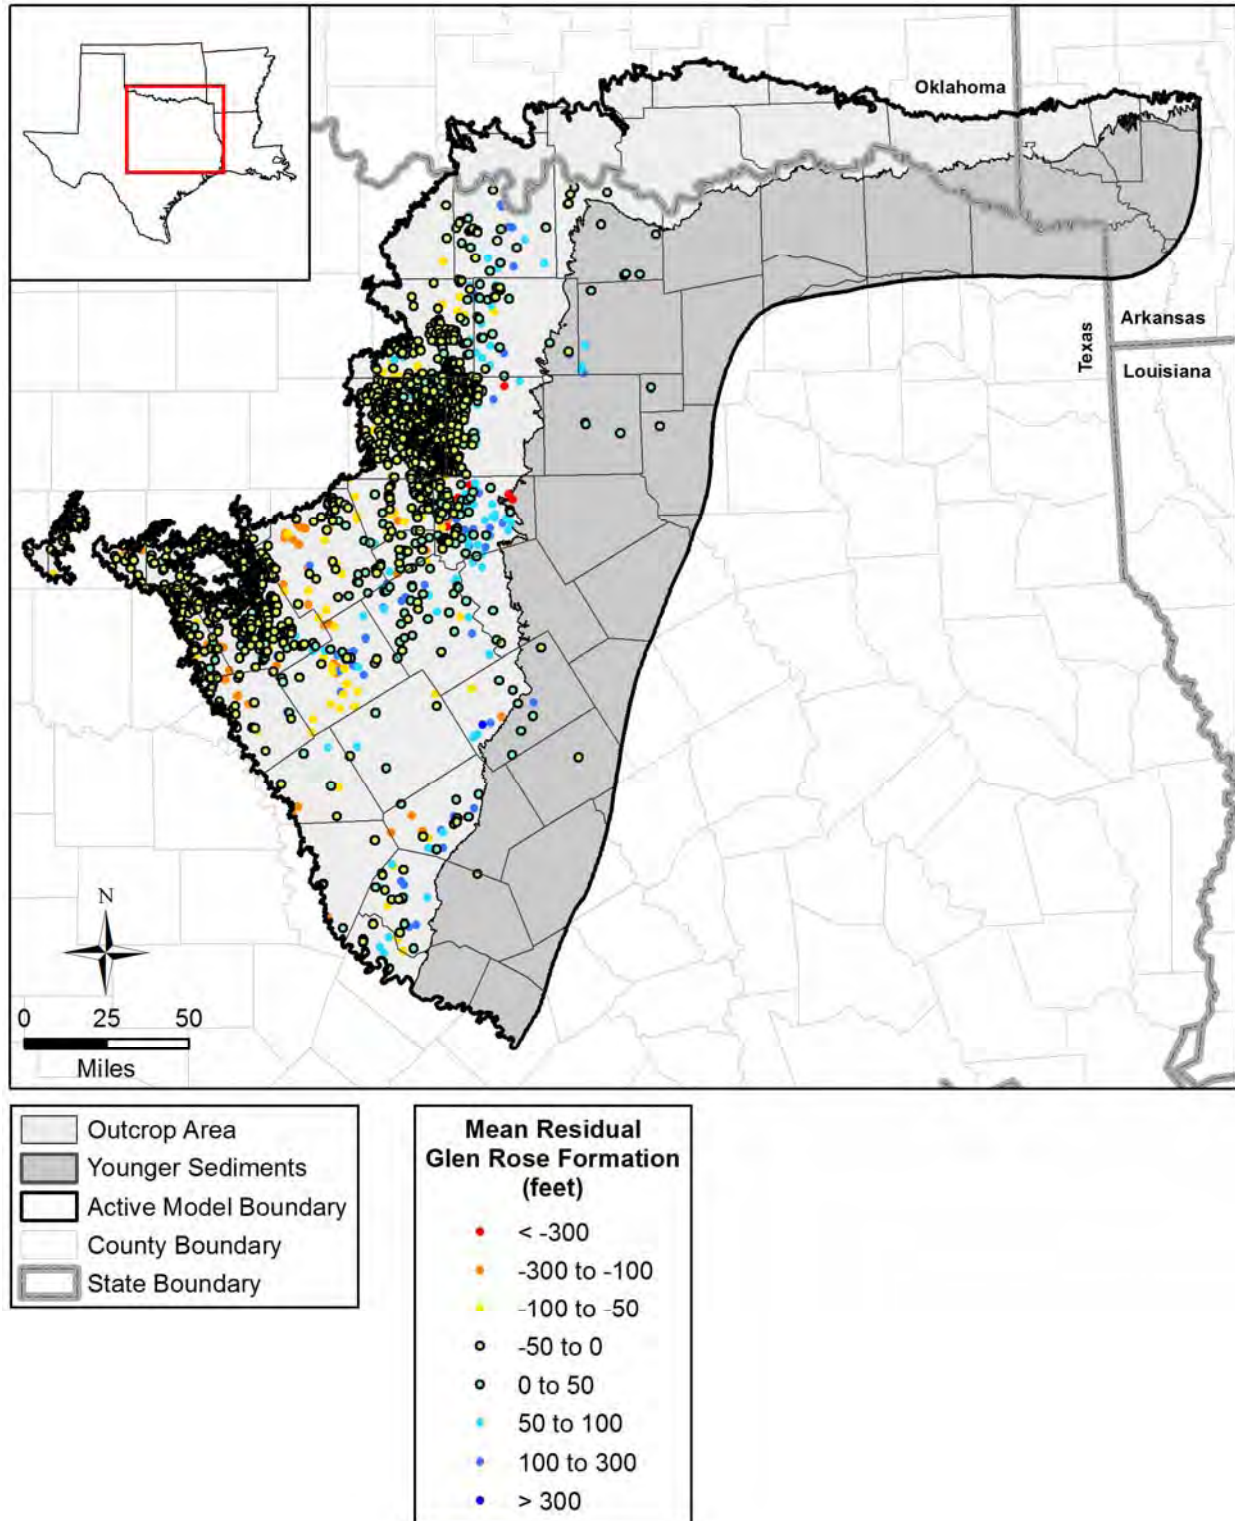 Oklahoma
Arkansas
Texas
Louisiana
N
0 25 50
Miles
Outcrop Area
Younger Sediments
Active Model Boundary
County Boundary
State Boundary
Mean Residual
Glen Rose Formation
(feet)
< -300
-300 to -100
-100 to -50
-50 to 0
0 to 50
50 to 100
100 to 300
> 300